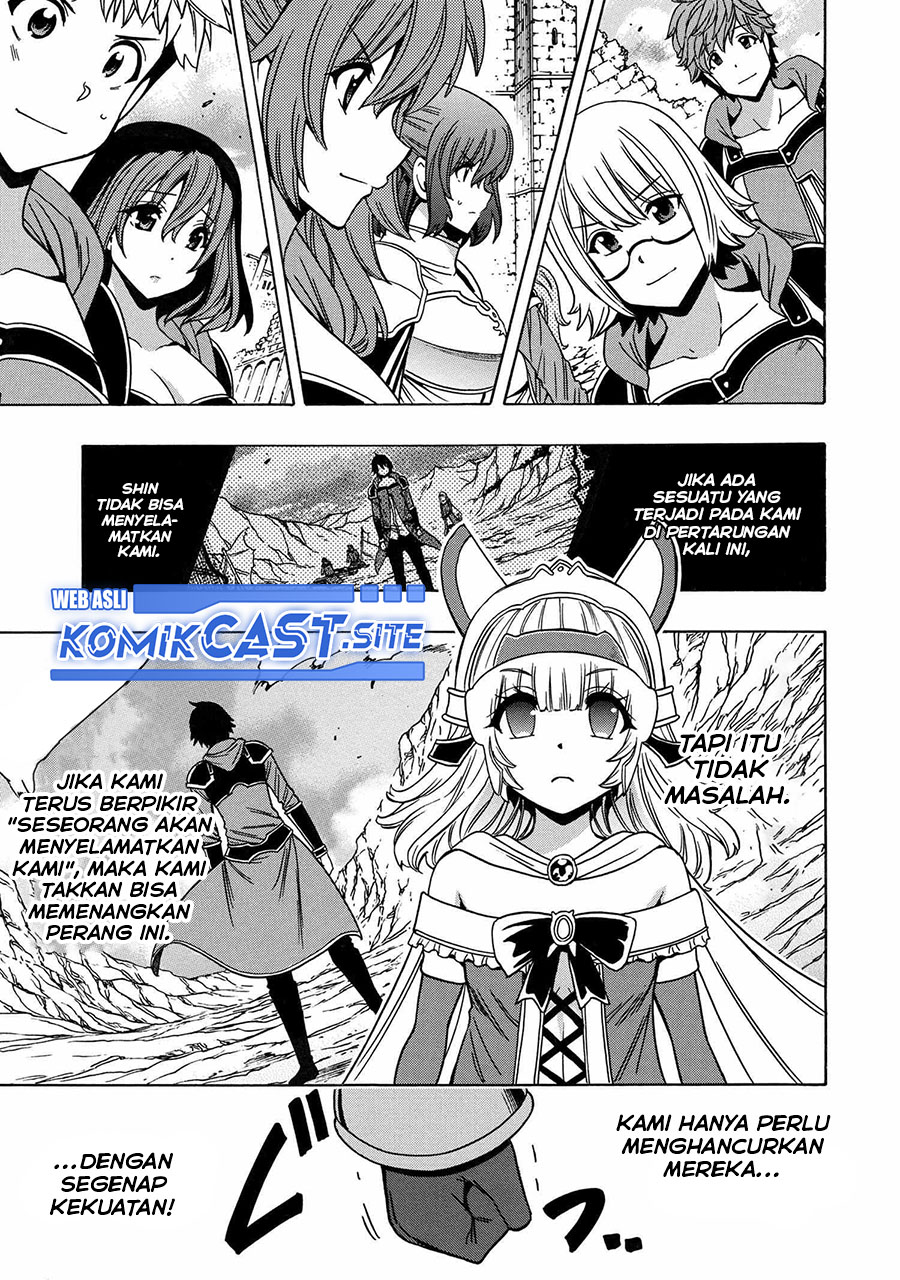 JIKA ADA
SESUATU YANG
TERJADI PADA KAMI
DI PERTARUNGAN
KALI INI,
SHIN
TIDAK BISA
MENYELA-
MATKAN
KAMI.
WEB ASLI
KOMIKCAST.SITE
TAPI ITU
TIDAK
MASALAH.
JIKA KAMI
TERUS BERPIKIR
"SESEORANG AKAN
MENYELAMATKAN
KAMI", MAKA KAMI
TAKKAN BISA
MEMENANGKAN
PERANG INI.
KAMI HANYA PERLU
MENGHANCURKAN
MEREKA...
...DENGAN
SEGENAP
KEKUATAN!